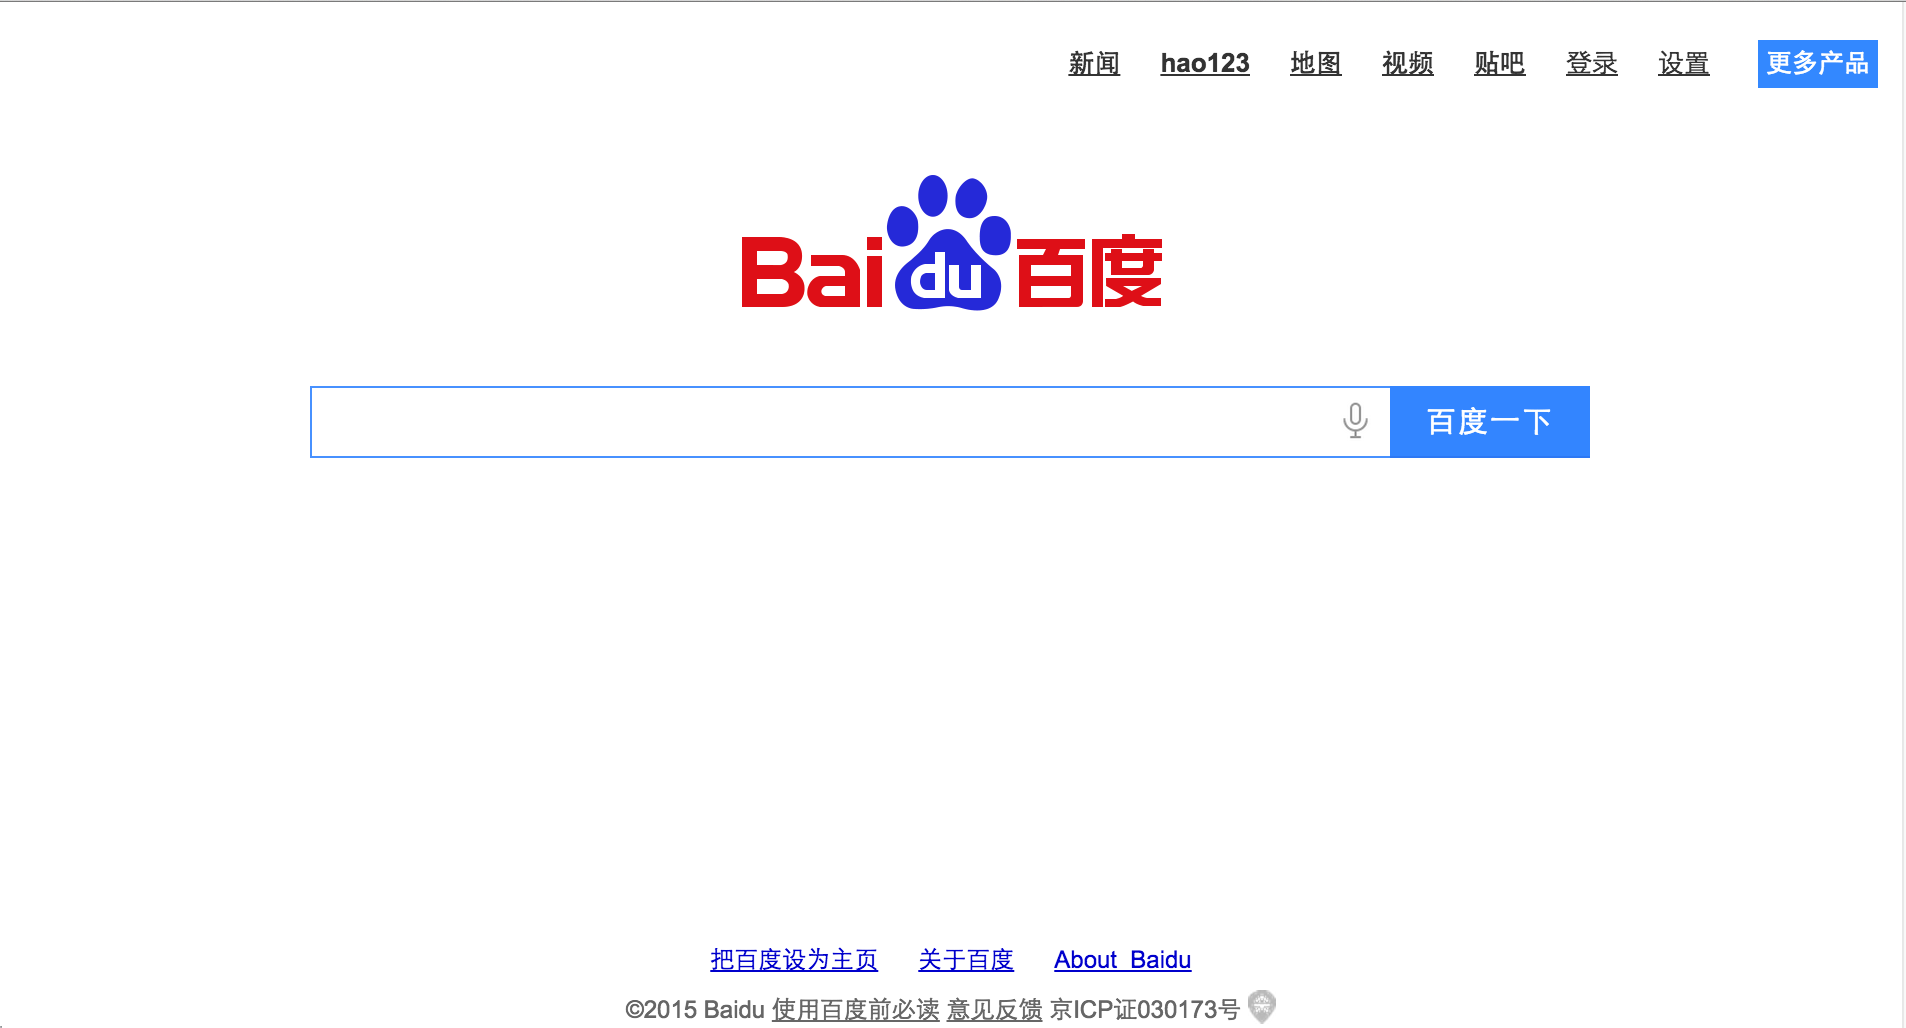 新闻 hao123 地图 视频 贴吧 登录 设置 更多产品
Bai du 百度
百度一下
把百度设为主页 关于百度 About Baidu
©2015 Baidu 使用百度前必读 意见反馈 京ICP证030173号